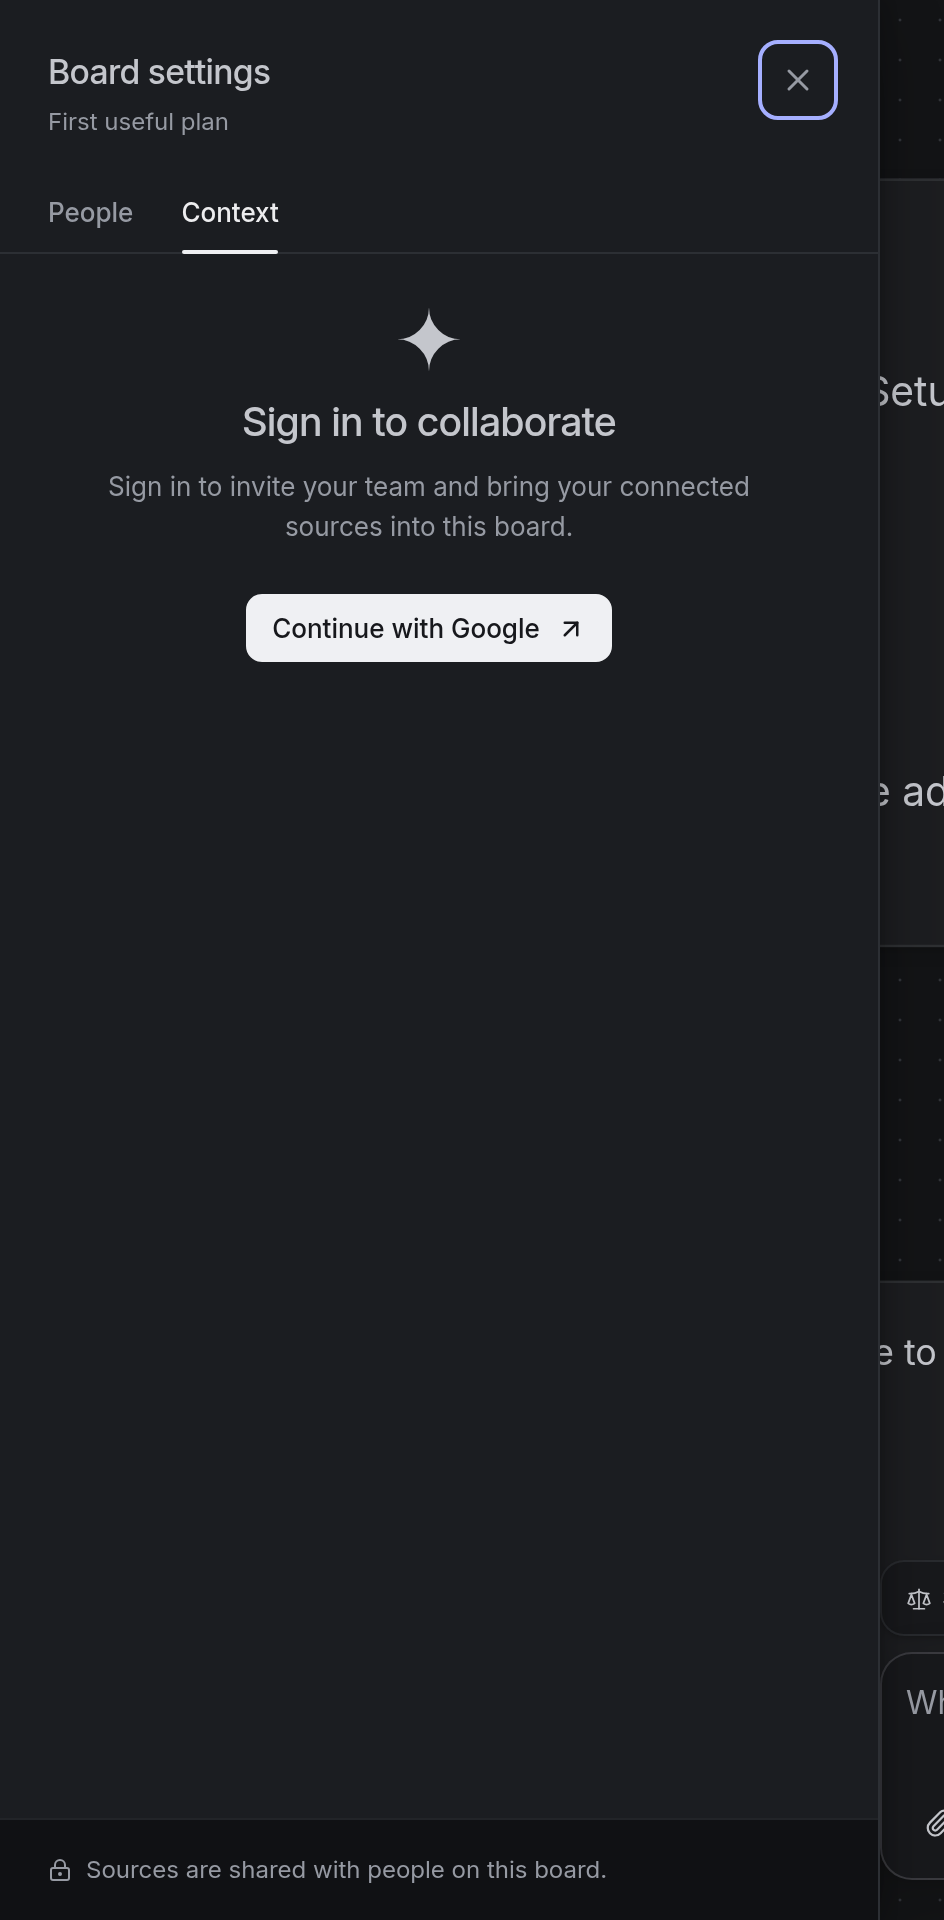 Board settings
First useful plan
People
Context
Sign in to collaborate
Sign in to invite your team and bring your connected
sources into this board.
Continue with Google
e to
Sources are shared with people on this board.